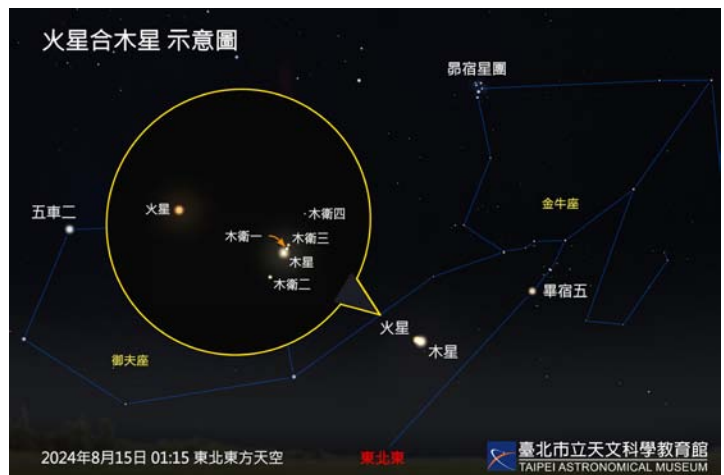 火星合木星 示意圖
昴宿星團
火星
木衛四
五車二
木衛一
木衛三
木星
木衛二
金牛座
畢宿五
火星
木星
御夫座
2024年8月15日 01:15 東北東方天空
東北東
臺北市立天文科學教育館
TAIPEI ASTRONOMICAL MUSEUM